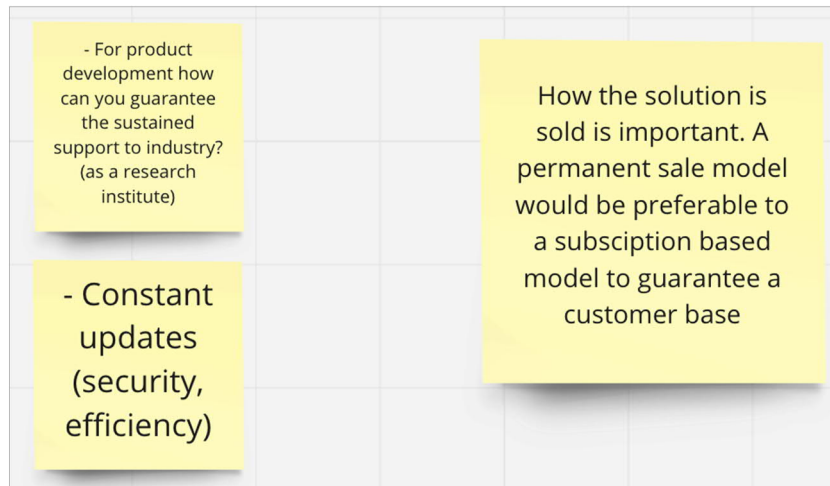 - For product
development how
can you guarantee
the sustained
support to industry?
(as a research
institute)
- Constant
updates
(security,
efficiency)
How the solution is
sold is important. A
permanent sale model
would be preferable to
a subsciption based
model to guarantee a
customer base